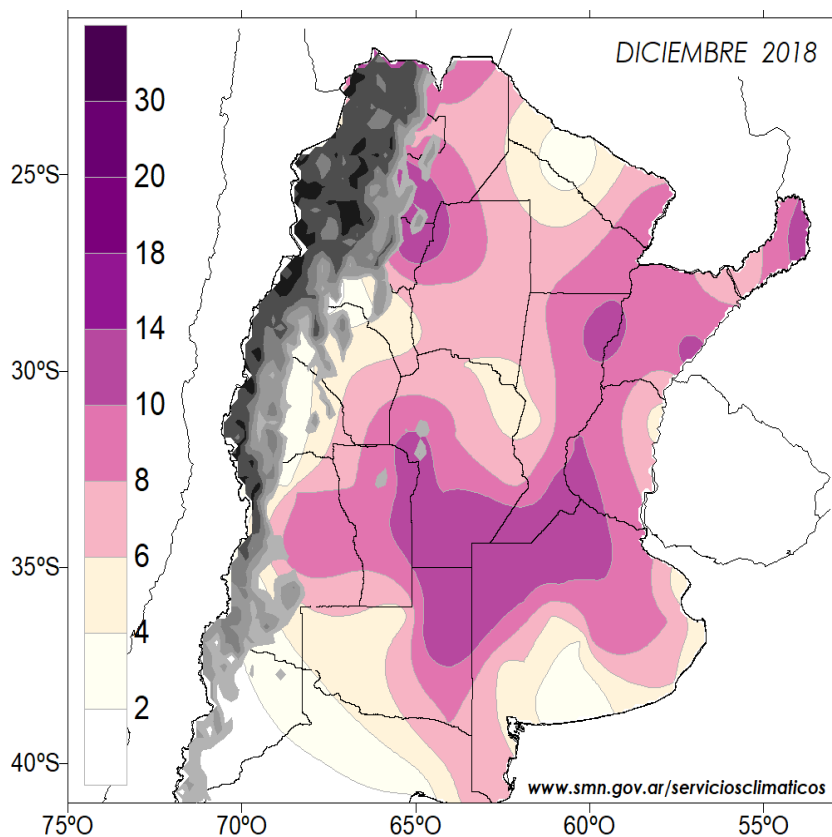 DICIEMBRE 2018
30
20
18
14
10
8
6
4
2
25ºS
30ºS
35ºS
40ºS
www.smn.gov.ar/serviciosclimaticos
75ºO
70ºO
65ºO
60ºO
55ºO